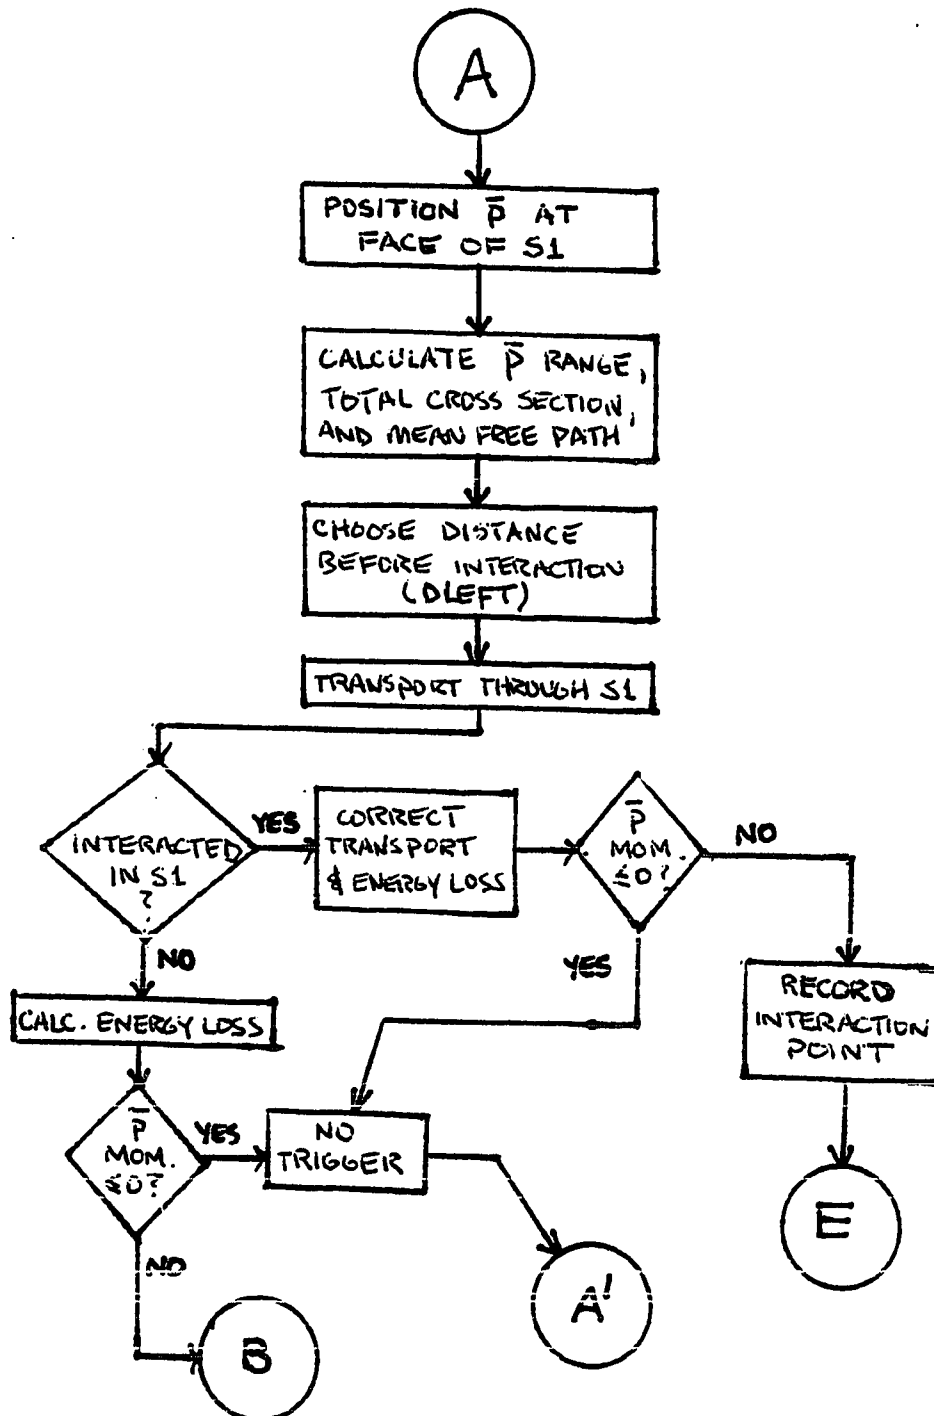 A
POSITION P̄ AT
FACE OF S1
CALCULATE P̄ RANGE,
TOTAL CROSS SECTION,
AND MEAN FREE PATH
CHOOSE DISTANCE
BEFORE INTERACTION
(DLEFT)
TRANSPORT THROUGH S1
INTERACTED
IN S1
?
YES
CORRECT
TRANSPORT
& ENERGY LOSS
P̄
MOM.
≤0?
NO
YES
RECORD
INTERACTION
POINT
E
NO
CALC. ENERGY LOSS
P̄
MOM.
≤0?
YES
NO
TRIGGER
A'
NO
B